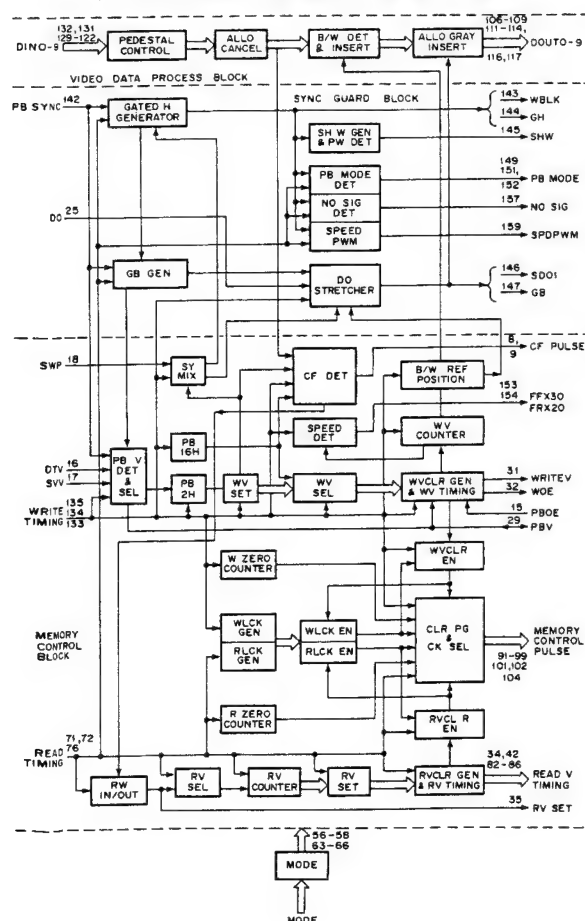 132, 131
129-122,
DINO-9
PEDESTAL
CONTROL
ALLO
CANCEL
B/W DET
& INSERT
ALLO GRAY
INSERT
106-109
111-114,
DOUTO-9
116, 117
VIDEO DATA PROCESS BLOCK
PB SYNC
142
GATED H
GENERATOR
SYNC GUARD BLOCK
143
WBLK
144
GH
SH W GEN
& PW DET
145
SHW
PB MODE
DET
149
151,
152
PB MODE
NO SIG
DET
157
NO SIG
SPEED
PWM
159
SPDPWM
DO
25
GB GEN
DO
STRETCHER
146
SDO1
147
GB
SWP
18
SY
MIX
CF DET
8,
9
CF PULSE
B/W REF
POSITION
153
154
FFX30
FRX20
PB
16H
SPEED
DET
WV
COUNTER
DTV
16
SVV
17
PB V
DET
& SEL
PB
2H
WV
SET
WV
SEL
WVCLR GEN
& WV TIMING
31
WRITEV
32
WOE
WRITE
TIMING
135
134
133
15
PBOE
29
PBV
W ZERO
COUNTER
WVCLR
EN
MEMORY
CONTROL
BLOCK
WLCK
GEN
RLCK
GEN
WLCK EN
RLCK EN
CLR PG
&
CK SEL
MEMORY
CONTROL
PULSE
91-99
101, 102
104
R ZERO
COUNTER
RVCL R
EN
READ
TIMING
71, 72
76
RW
IN/OUT
RV
SEL
RV
COUNTER
RV
SET
RVCLR GEN
& RV TIMING
34, 42
82-86
READ V
TIMING
35
RV SET
56-58
63-66
MODE
MODE